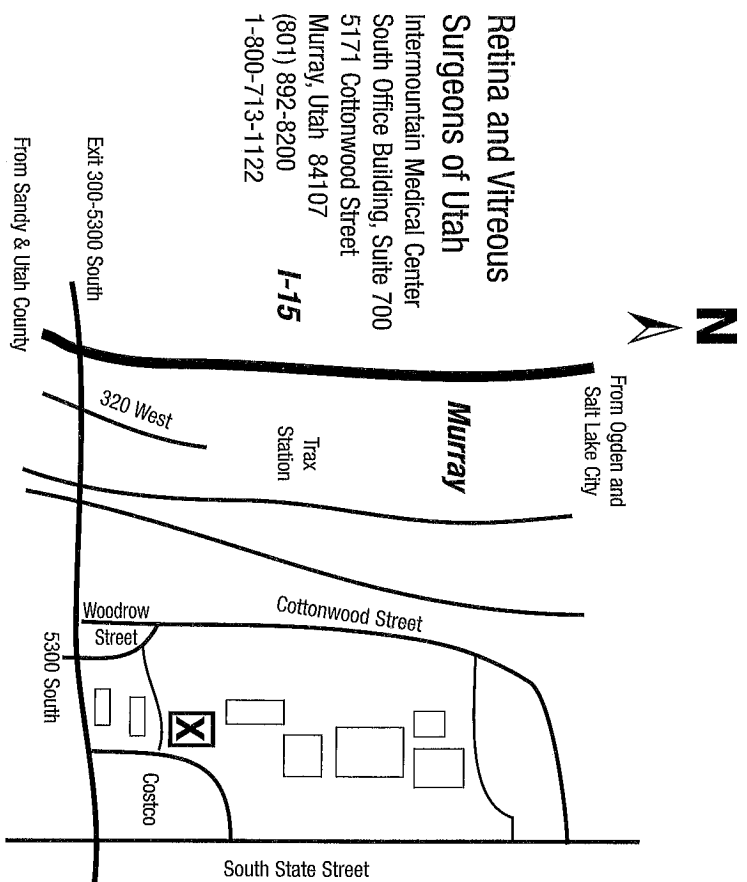 Retina and Vitreous
Surgeons of Utah
Intermountain Medical Center
South Office Building, Suite 700
5171 Cottonwood Street
Murray, Utah  84107
(801) 892-8200
1-800-713-1122
N
From Ogden and
Salt Lake City
I-15
Murray
Trax
Station
320 West
Exit 300-5300 South
From Sandy & Utah County
Cottonwood Street
Woodrow
Street
5300 South
X
Costco
South State Street